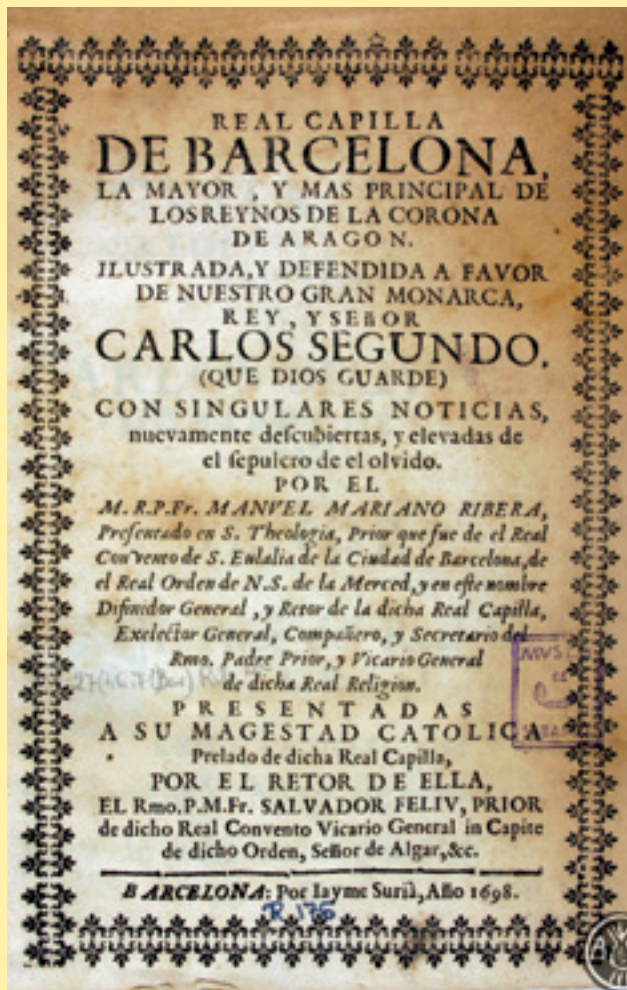 REAL CAPILLA
DE BARCELONA,
LA MAYOR, Y MAS PRINCIPAL DE
LOS REYNOS DE LA CORONA
DE ARAGON.
ILUSTRADA, Y DEFENDIDA A FAVOR
DE NUESTRO GRAN MONARCA,
REY, Y SEÑOR
CARLOS SEGUNDO.
(QUE DIOS GUARDE)
CON SINGULARES NOTICIAS,
nuevamente deſcubiertas, y elevadas de
el ſepulcro de el olvido.
POR EL
M.R.P.Fr. MANVEL MARIANO RIBERA,
Preſentado en S. Theologia, Prior que fue de el Real
Convento de S. Eulalia de la Ciudad de Barcelona, de
el Real Orden de N.S. de la Merced, y en eſte nombre
Difinidor General, y Retor de la dicha Real Capilla,
Exelector General, Compañero, y Secretario del
Rmo. Padre Prior, y Vicario General
de dicha Real Religion.
PRESENTADAS
A SU MAGESTAD CATOLICA
Prelado de dicha Real Capilla,
POR EL RETOR DE ELLA,
EL Rmo.P.M.Fr. SALVADOR FELIV, PRIOR
de dicho Real Convento Vicario General in Capite
de dicho Orden, Señor de Algar, &c.
BARCELONA: Por Iayme Surià, Año 1698.
R 176